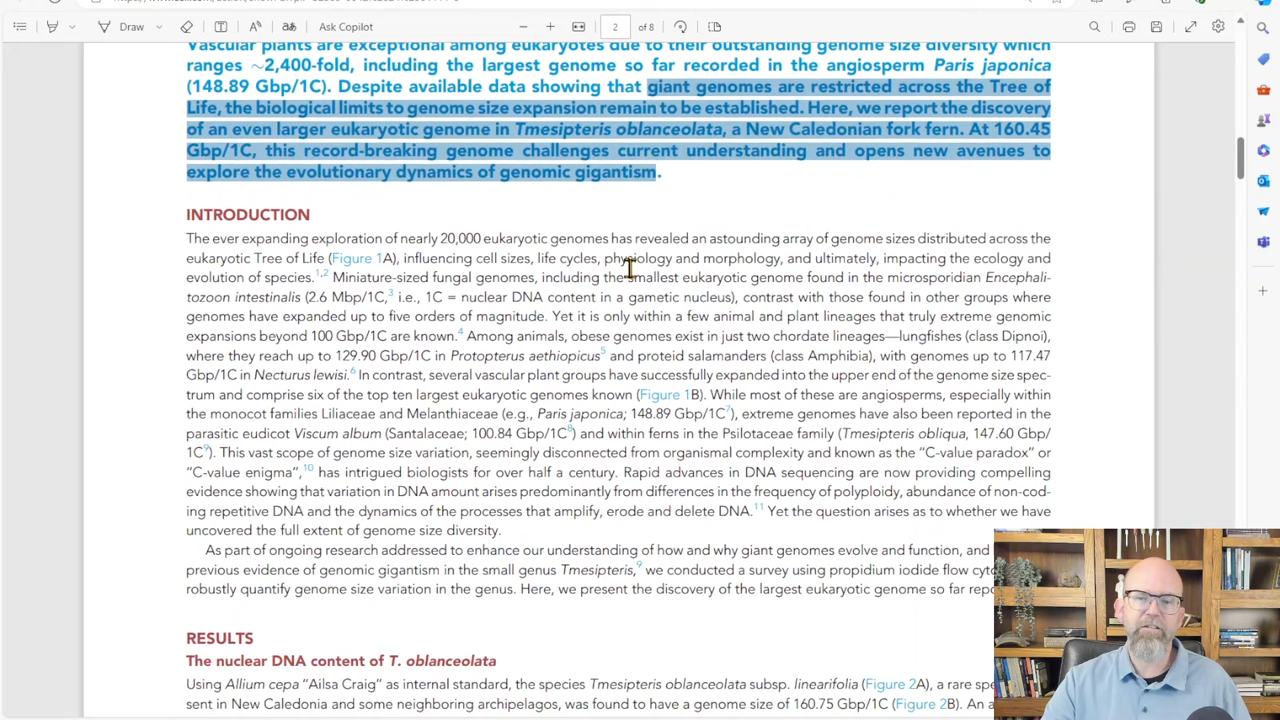 Draw
Ask Copilot
2 of 8
Vascular plants are exceptional among eukaryotes due to their outstanding genome size diversity which
ranges ~2,400-fold, including the largest genome so far recorded in the angiosperm Paris japonica
(148.89 Gbp/1C). Despite available data showing that giant genomes are restricted across the Tree of
Life, the biological limits to genome size expansion remain to be established. Here, we report the discovery
of an even larger eukaryotic genome in Tmesipteris oblanceolata, a New Caledonian fork fern. At 160.45
Gbp/1C, this record-breaking genome challenges current understanding and opens new avenues to
explore the evolutionary dynamics of genomic gigantism.
INTRODUCTION
The ever expanding exploration of nearly 20,000 eukaryotic genomes has revealed an astounding array of genome sizes distributed across the
eukaryotic Tree of Life (Figure 1A), influencing cell sizes, life cycles, physiology and morphology, and ultimately, impacting the ecology and
evolution of species.1,2 Miniature-sized fungal genomes, including the smallest eukaryotic genome found in the microsporidian Encephali-
tozoon intestinalis (2.6 Mbp/1C,3 i.e., 1C = nuclear DNA content in a gametic nucleus), contrast with those found in other groups where
genomes have expanded up to five orders of magnitude. Yet it is only within a few animal and plant lineages that truly extreme genomic
expansions beyond 100 Gbp/1C are known.4 Among animals, obese genomes exist in just two chordate lineages—lungfishes (class Dipnoi),
where they reach up to 129.90 Gbp/1C in Protopterus aethiopicus5 and proteid salamanders (class Amphibia), with genomes up to 117.47
Gbp/1C in Necturus lewisi.6 In contrast, several vascular plant groups have successfully expanded into the upper end of the genome size spec-
trum and comprise six of the top ten largest eukaryotic genomes known (Figure 1B). While most of these are angiosperms, especially within
the monocot families Liliaceae and Melanthiaceae (e.g., Paris japonica; 148.89 Gbp/1C7), extreme genomes have also been reported in the
parasitic eudicot Viscum album (Santalaceae; 100.84 Gbp/1C8) and within ferns in the Psilotaceae family (Tmesipteris obliqua, 147.60 Gbp/
1C9). This vast scope of genome size variation, seemingly disconnected from organismal complexity and known as the “C-value paradox” or
“C-value enigma”,10 has intrigued biologists for over half a century. Rapid advances in DNA sequencing are now providing compelling
evidence showing that variation in DNA amount arises predominantly from differences in the frequency of polyploidy, abundance of non-cod-
ing repetitive DNA and the dynamics of the processes that amplify, erode and delete DNA.11 Yet the question arises as to whether we have
uncovered the full extent of genome size diversity.
As part of ongoing research addressed to enhance our understanding of how and why giant genomes evolve and function, and
previous evidence of genomic gigantism in the small genus Tmesipteris,9 we conducted a survey using propidium iodide flow cyto
robustly quantify genome size variation in the genus. Here, we present the discovery of the largest eukaryotic genome so far repo
RESULTS
The nuclear DNA content of T. oblanceolata
Using Allium cepa “Ailsa Craig” as internal standard, the species Tmesipteris oblanceolata subsp. linearifolia (Figure 2A), a rare spe
sent in New Caledonia and some neighboring archipelagos, was found to have a genome size of 160.75 Gbp/1C (Figure 2B). An a